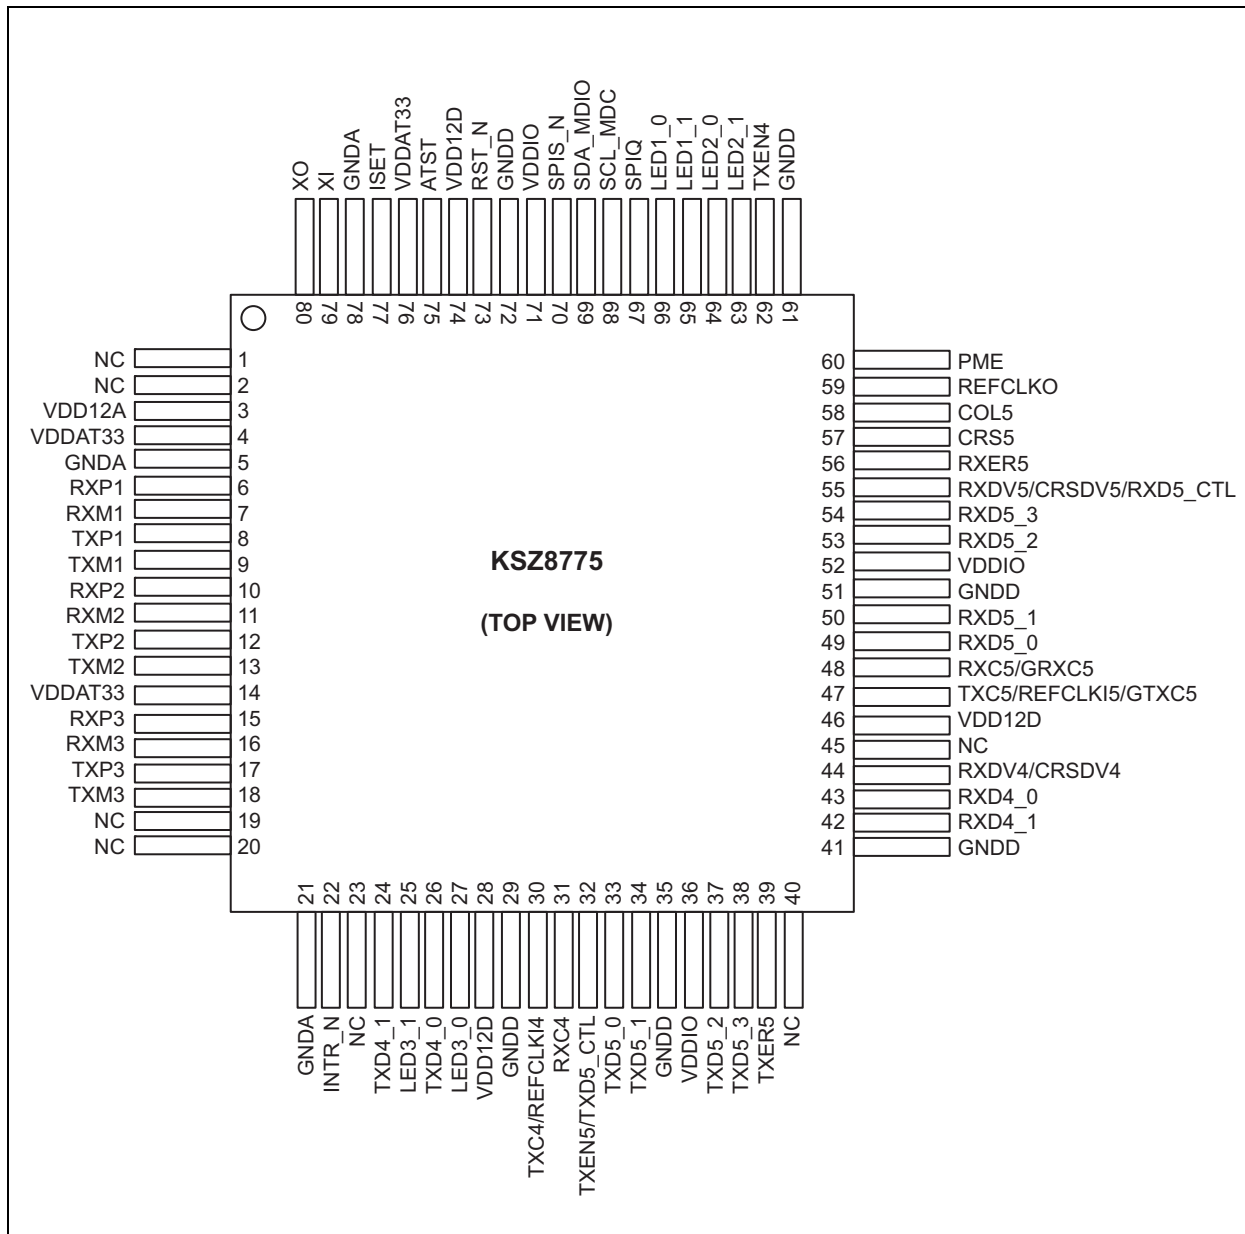 XO
XI
GNDA
ISET
VDDAT33
ATST
VDD12D
RST_N
GNDD
VDDIO
SPIS_N
SDA_MDIO
SCL_MDC
SPIQ
LED1_0
LED1_1
LED2_0
LED2_1
TXEN4
GNDD
80
79
78
77
76
75
74
73
72
71
70
69
68
67
66
65
64
63
62
61
NC 1
NC 2
VDD12A 3
VDDAT33 4
GNDA 5
RXP1 6
RXM1 7
TXP1 8
TXM1 9
RXP2 10
RXM2 11
TXP2 12
TXM2 13
VDDAT33 14
RXP3 15
RXM3 16
TXP3 17
TXM3 18
NC 19
NC 20
KSZ8775
(TOP VIEW)
60 PME
59 REFCLKO
58 COL5
57 CRS5
56 RXER5
55 RXDV5/CRSDV5/RXD5_CTL
54 RXD5_3
53 RXD5_2
52 VDDIO
51 GNDD
50 RXD5_1
49 RXD5_0
48 RXC5/GRXC5
47 TXC5/REFCLKI5/GTXC5
46 VDD12D
45 NC
44 RXDV4/CRSDV4
43 RXD4_0
42 RXD4_1
41 GNDD
21
22
23
24
25
26
27
28
29
30
31
32
33
34
35
36
37
38
39
40
GNDA
INTR_N
NC
TXD4_1
LED3_1
TXD4_0
LED3_0
VDD12D
GNDD
TXC4/REFCLKI4
RXC4
TXEN5/TXD5_CTL
TXD5_0
TXD5_1
GNDD
VDDIO
TXD5_2
TXD5_3
TXER5
NC